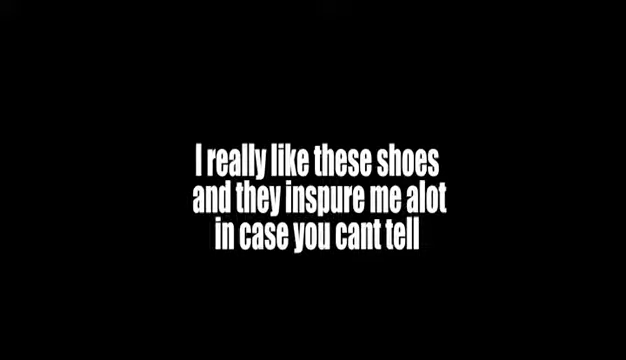 I really like these shoes
and they inspure me alot
in case you cant tell